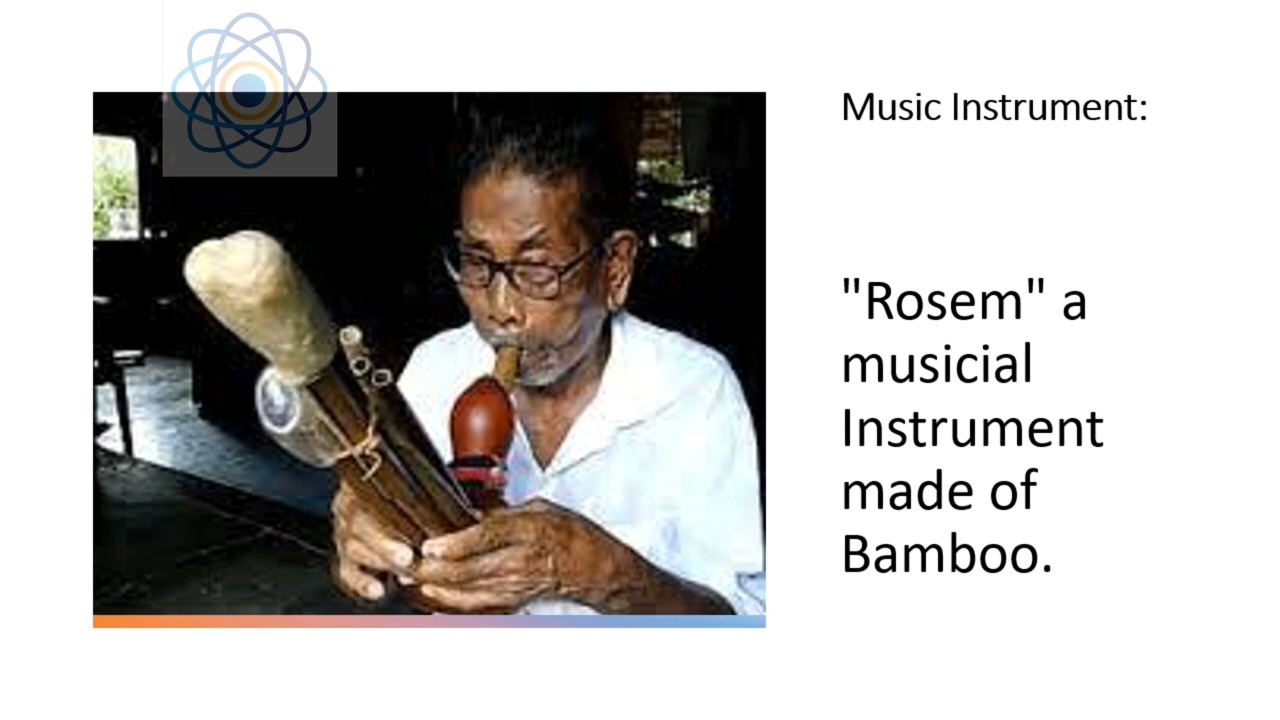 Music Instrument:
"Rosem" a
musicial
Instrument
made of
Bamboo.